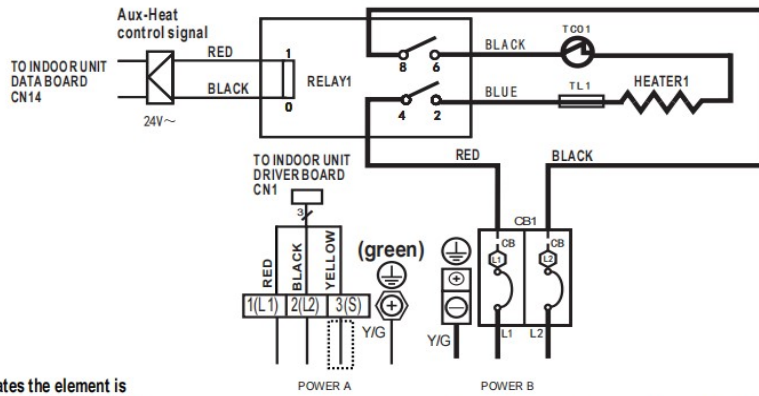 Aux-Heat
control signal
TO INDOOR UNIT
DATA BOARD
CN14
RED
BLACK
24V～
1
0
RELAY1
8 6
4 2
BLACK
BLUE
TCO1
TL1
HEATER1
RED
BLACK
TO INDOOR UNIT
DRIVER BOARD
CN1
3
RED
BLACK
YELLOW
(green)
1(L1) 2(L2) 3(S)
Y/G
Y/G
CB1
CB CB
L1 L2
L1 L2
POWER A
POWER B
ates the element is